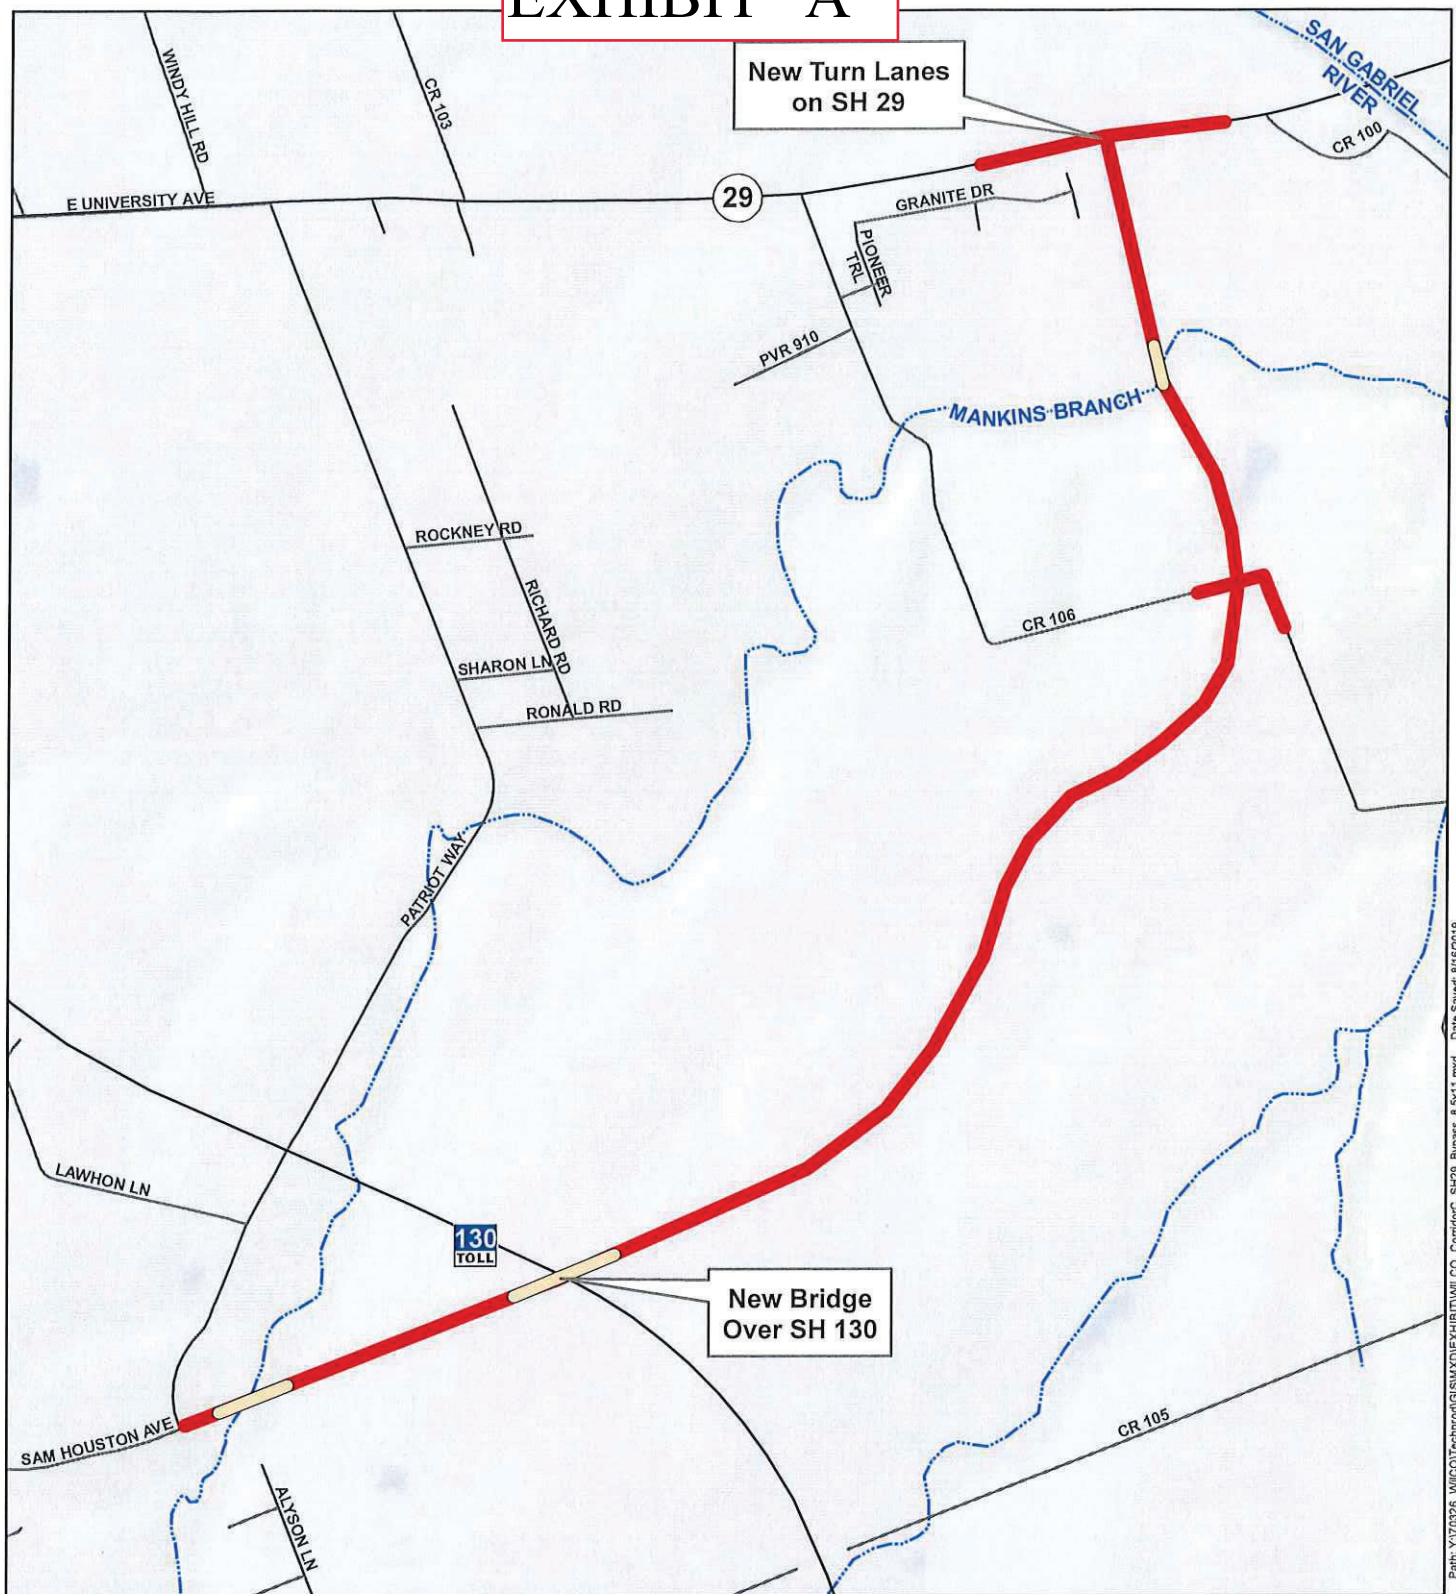 EXHIBIT "A"
New Turn Lanes
on SH 29
SAN GABRIEL
RIVER
WINDY HILL RD
CR 103
CR 100
E UNIVERSITY AVE
29
GRANITE DR
PIONEER
TRL
PVR 910
MANKINS BRANCH
ROCKNEY RD
RICHARD RD
CR 106
SHARON LN
RONALD RD
PATRIOT WAY
LAWHON LN
130
TOLL
New Bridge
Over SH 130
CR 105
SAM HOUSTON AVE
ALYSON LN